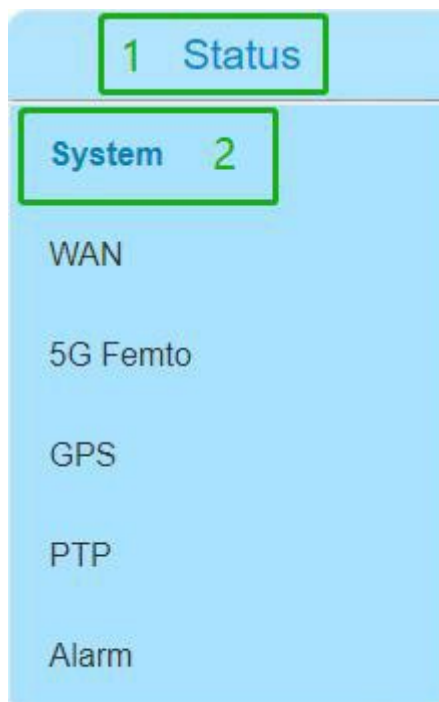 1 Status
System 2
WAN
5G Femto
GPS
PTP
Alarm